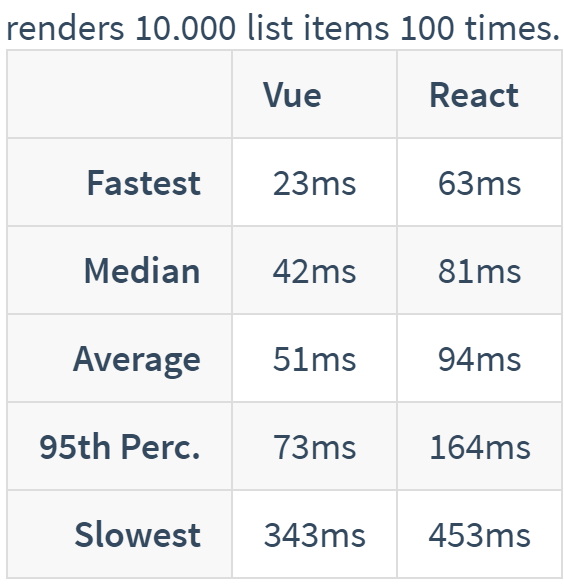 renders 10.000 list items 100 times.
Vue React
Fastest 23ms 63ms
Median 42ms 81ms
Average 51ms 94ms
95th Perc. 73ms 164ms
Slowest 343ms 453ms